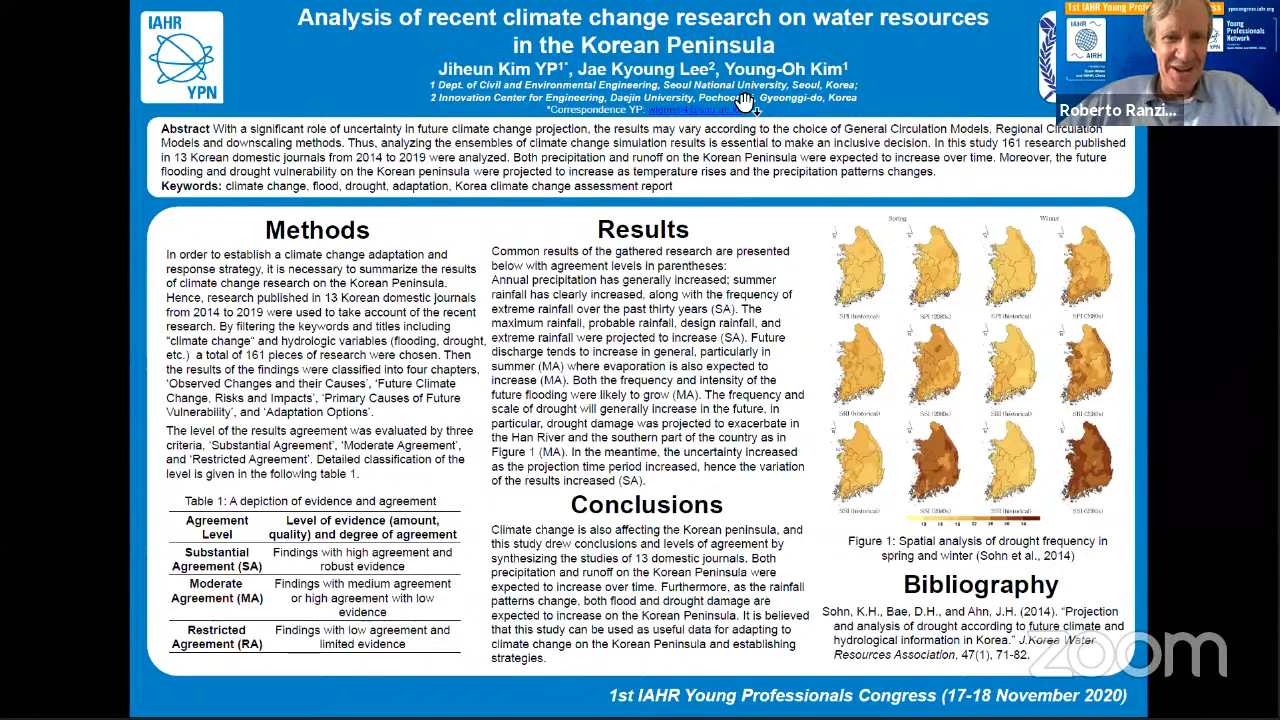 IAHR
YPN
Analysis of recent climate change research on water resources
in the Korean Peninsula
Jiheun Kim YP1*, Jae Kyoung Lee2, Young-Oh Kim1
1 Dept. of Civil and Environmental Engineering, Seoul National University, Seoul, Korea;
2 Innovation Center for Engineering, Daejin University, Gyeonggi-do, Korea
*Correspondence YP:
1st IAHR Young
ypncongress.iahr.org
IAHR
Young
Professionals
Network
Roberto Ranzi...
Abstract With a significant role of uncertainty in future climate change projection, the results may vary according to the choice of General Circulation Models, Regional Circulation
Models and downscaling methods. Thus, analyzing the ensembles of climate change simulation results is essential to make an inclusive decision. In this study 161 research published
in 13 Korean domestic journals from 2014 to 2019 were analyzed. Both precipitation and runoff on the Korean Peninsula were expected to increase over time. Moreover, the future
flooding and drought vulnerability on the Korean peninsula were projected to increase as temperature rises and the precipitation patterns changes.
Keywords: climate change, flood, drought, adaptation, Korea climate change assessment report
Methods
In order to establish a climate change adaptation and
response strategy, it is necessary to summarize the results
of climate change research on the Korean Peninsula.
Hence, research published in 13 Korean domestic journals
from 2014 to 2019 were used to take account of the recent
research. By filtering the keywords and titles including
“climate change“ and hydrologic variables (flooding, drought,
etc.) a total of 161 pieces of research were chosen. Then
the results of the findings were classified into four chapters,
‘Observed Changes and their Causes’, ‘Future Climate
Change, Risks and Impacts’, ‘Primary Causes of Future
Vulnerability’, and ‘Adaptation Options’.
The level of the results agreement was evaluated by three
criteria, ‘Substantial Agreement’, ‘Moderate Agreement’,
and ‘Restricted Agreement’. Detailed classification of the
level is given in the following table 1.
Table 1: A depiction of evidence and agreement
Agreement Level of evidence (amount,
Level quality) and degree of agreement
Substantial Findings with high agreement and
Agreement (SA) robust evidence
Moderate Findings with medium agreement
Agreement (MA) or high agreement with low
evidence
Restricted Findings with low agreement and
Agreement (RA) limited evidence
Results
Common results of the gathered research are presented
below with agreement levels in parentheses:
Annual precipitation has generally increased; summer
rainfall has clearly increased, along with the frequency of
extreme rainfall over the past thirty years (SA). The
maximum rainfall, probable rainfall, design rainfall, and
extreme rainfall were projected to increase (SA). Future
discharge tends to increase in general, particularly in
summer (MA) where evaporation is also expected to
increase (MA). Both the frequency and intensity of the
future flooding were likely to grow (MA). The frequency and
scale of drought will generally increase in the future, in
particular, drought damage was projected to exacerbate in
the Han River and the southern part of the country as in
Figure 1 (MA). In the meantime, the uncertainty increased
as the projection time period increased, hence the variation
of the results increased (SA).
Conclusions
Climate change is also affecting the Korean peninsula, and
this study drew conclusions and levels of agreement by
synthesizing the studies of 13 domestic journals. Both
precipitation and runoff on the Korean Peninsula were
expected to increase over time. Furthermore, as the rainfall
patterns change, both flood and drought damage are
expected to increase on the Korean Peninsula. It is believed
that this study can be used as useful data for adapting to
climate change on the Korean Peninsula and establishing
strategies.
Spring Winter
SPI (historical) SPI (2080s) SPI (historical) SPI (2080s)
SRI (historical) SRI (historical)
SSI (historical) SSI (2080s) SSI (historical) SSI (2080s)
Figure 1: Spatial analysis of drought frequency in
spring and winter (Sohn et al., 2014)
Bibliography
Sohn, K.H., Bae, D.H., and Ahn, J.H. (2014). “Projection
and analysis of drought according to future climate and
hydrological information in Korea.” J.Korea Water
Resources Association, 47(1), 71-82.
zoom
1st IAHR Young Professionals Congress (17-18 November 2020)